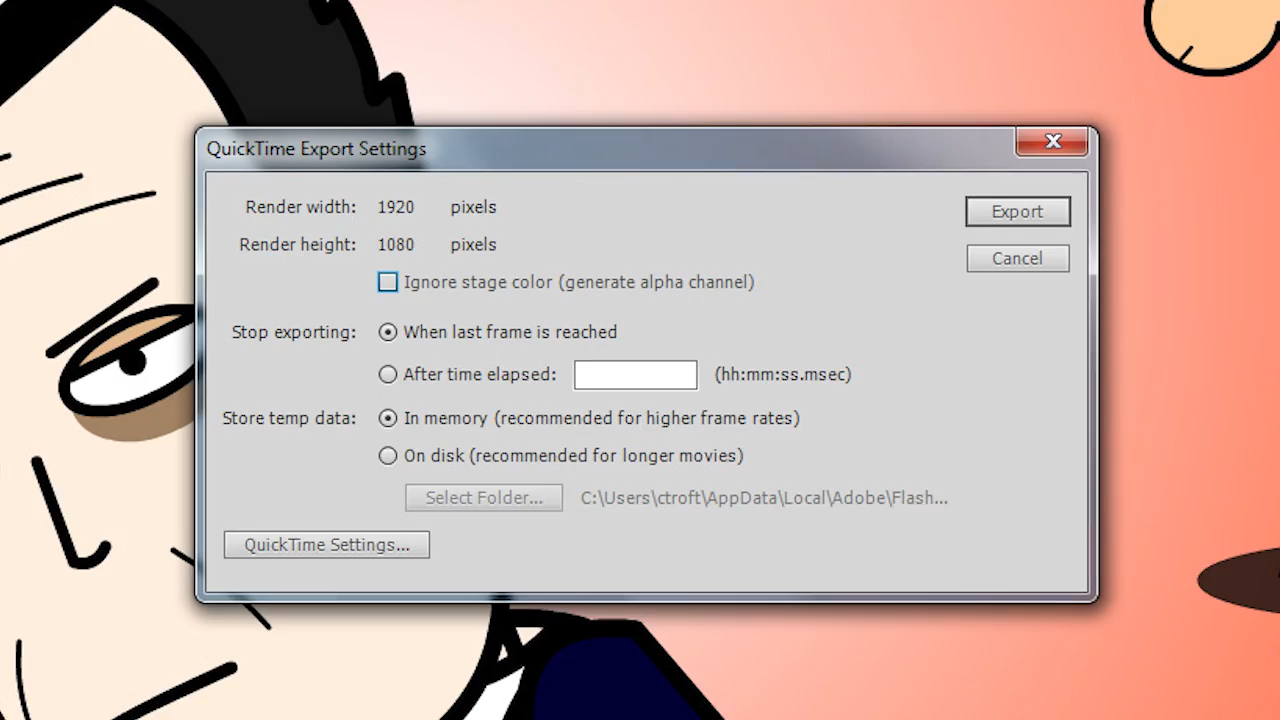 QuickTime Export Settings
Render width: 1920 pixels
Export
Render height: 1080 pixels
Cancel
Ignore stage color (generate alpha channel)
Stop exporting: When last frame is reached
After time elapsed: (hh:mm:ss.msec)
Store temp data: In memory (recommended for higher frame rates)
On disk (recommended for longer movies)
Select Folder... C:\Users\ctroft\AppData\Local\Adobe\Flash...
QuickTime Settings...